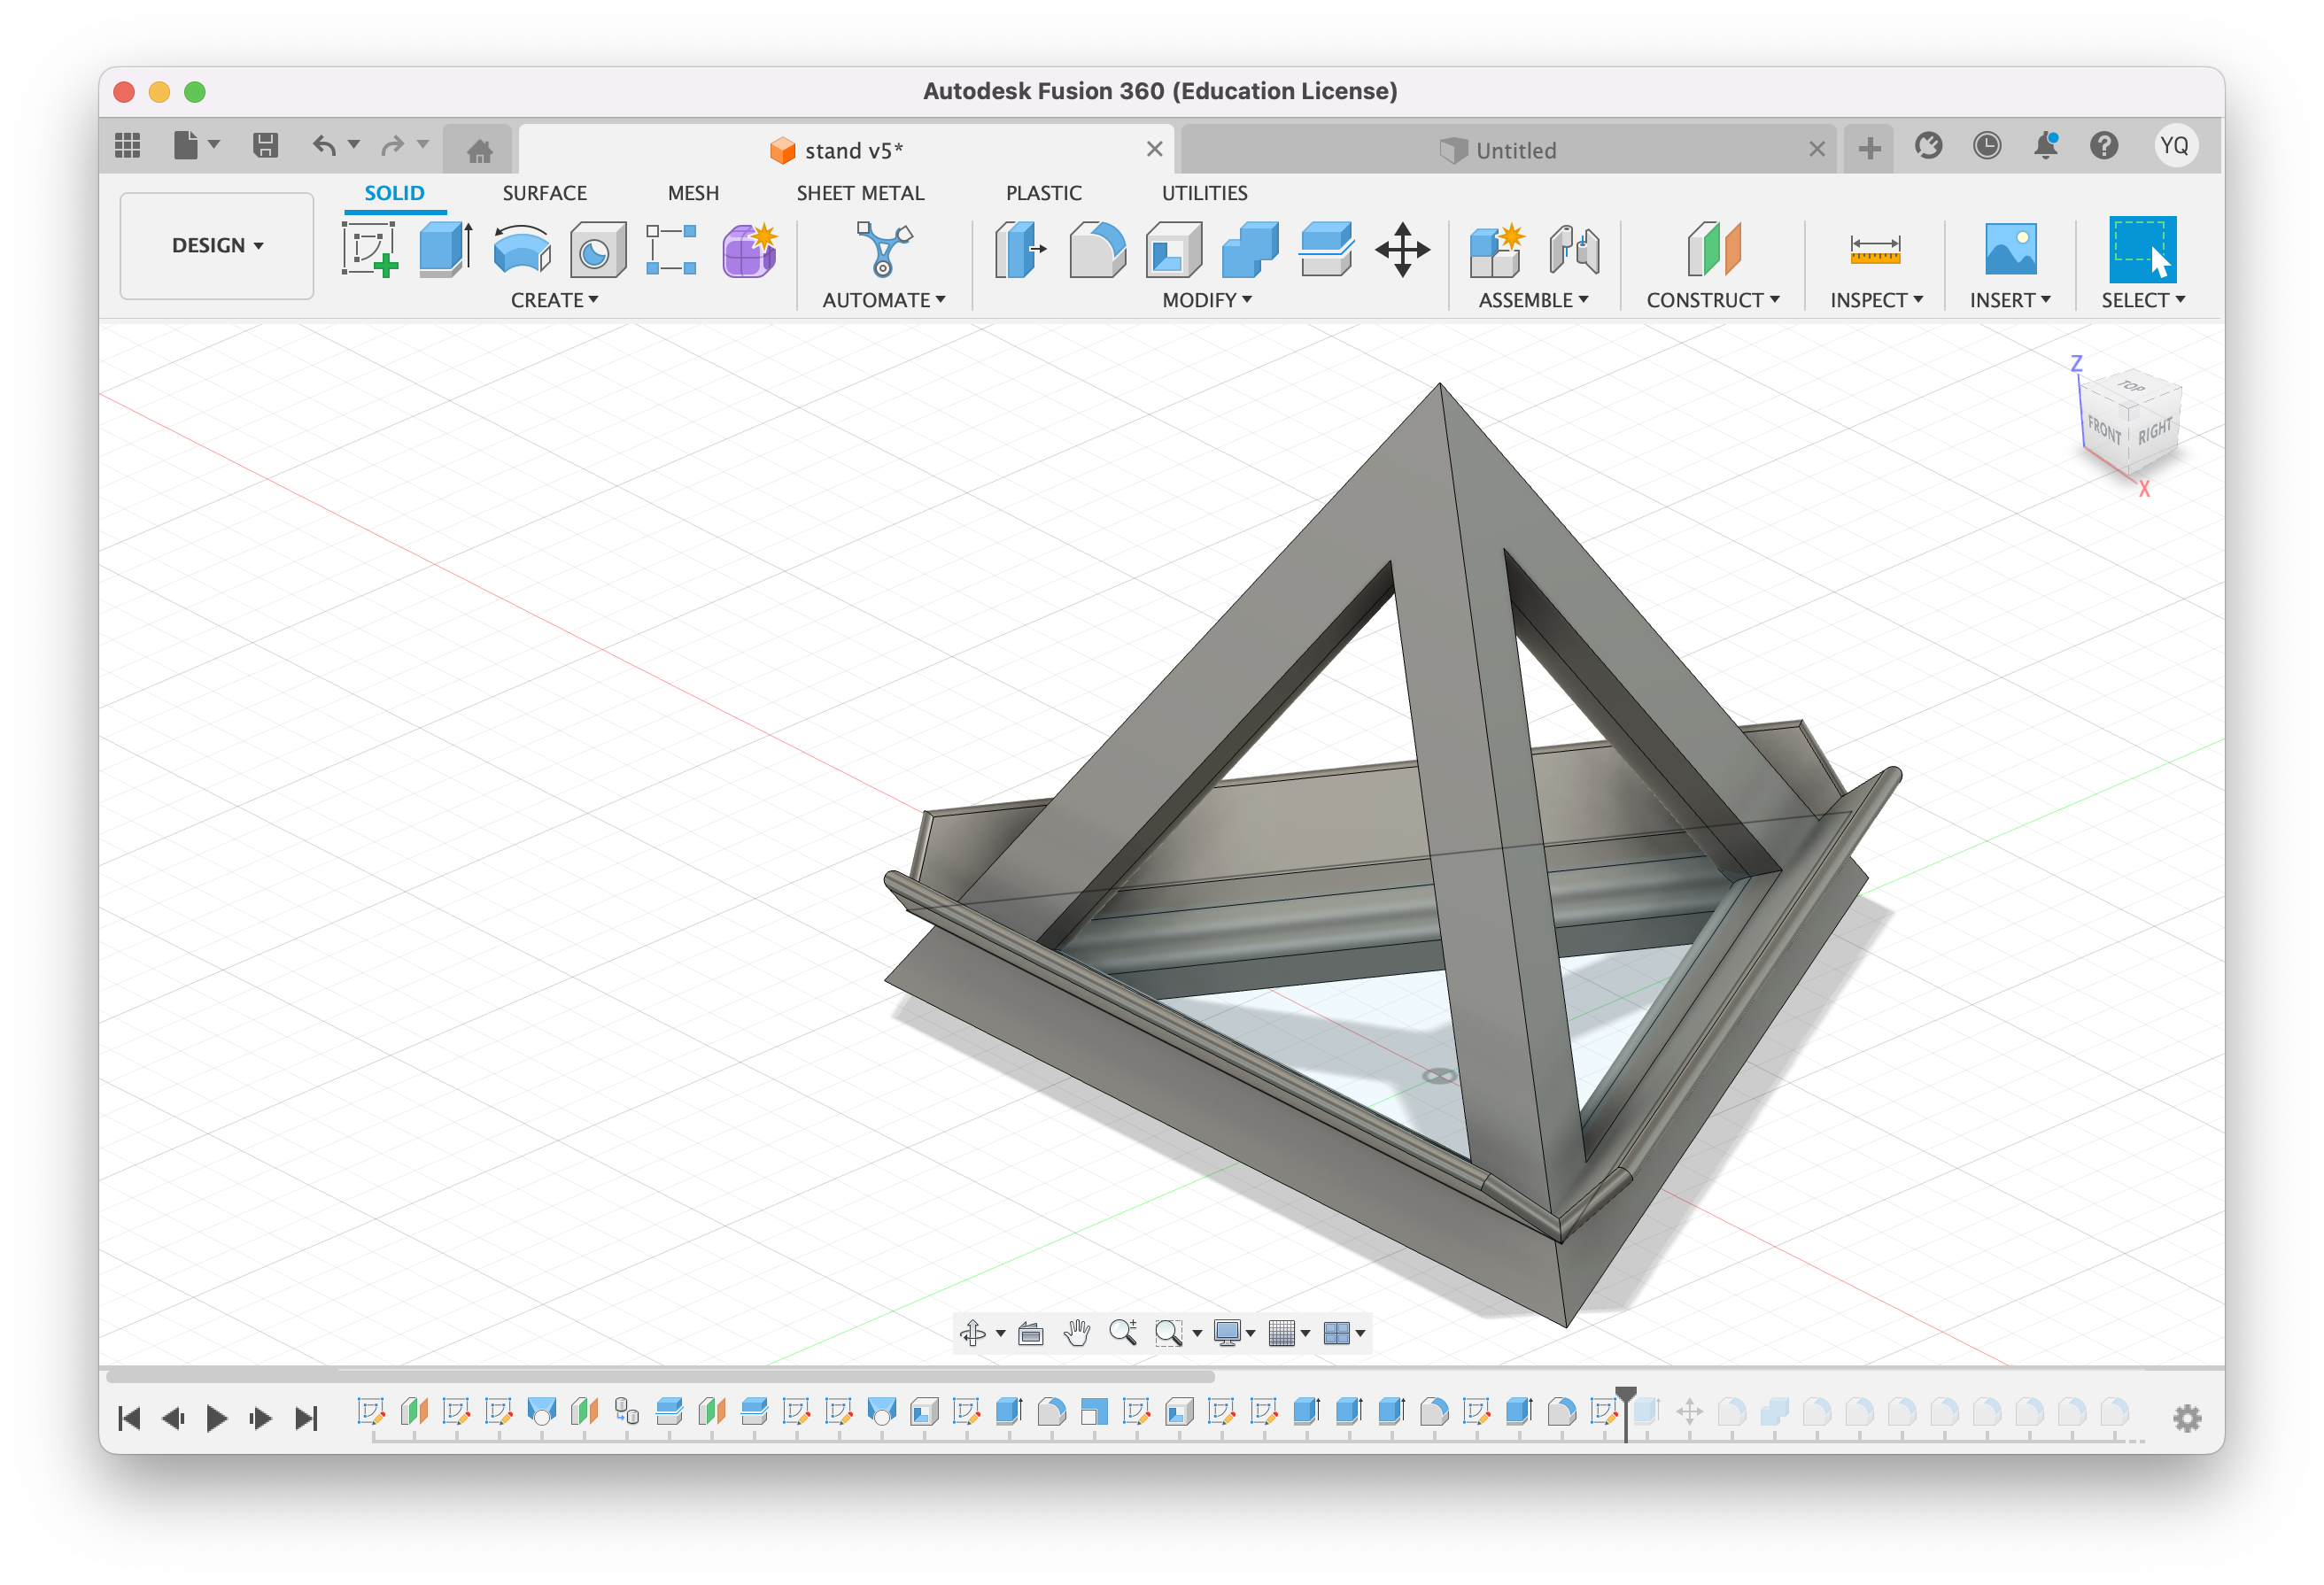 Autodesk Fusion 360 (Education License)
stand v5*
Untitled
YQ
SOLID SURFACE MESH SHEET METAL PLASTIC UTILITIES
DESIGN
CREATE AUTOMATE MODIFY ASSEMBLE CONSTRUCT INSPECT INSERT SELECT
Z
TOP
FRONT RIGHT
X